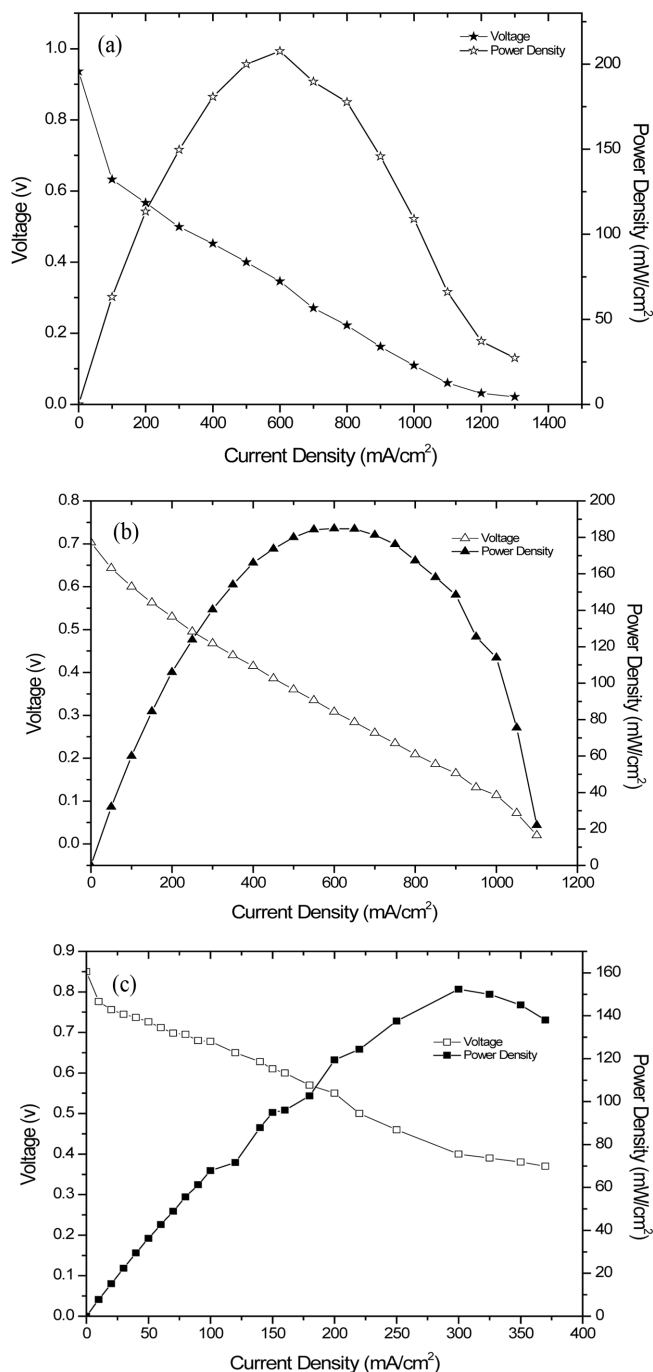 (a)
Voltage
Power Density
1.0
0.8
0.6
0.4
0.2
0.0
Voltage (v)
200
150
100
50
0
Power Density (mW/cm²)
0 200 400 600 800 1000 1200 1400
Current Density (mA/cm²)
(b)
Voltage
Power Density
0.8
0.7
0.6
0.5
0.4
0.3
0.2
0.1
0.0
Voltage (v)
200
180
160
140
120
100
80
60
40
20
0
Power Density (mW/cm²)
0 200 400 600 800 1000 1200
Current Density (mA/cm²)
(c)
Voltage
Power Density
0.9
0.8
0.7
0.6
0.5
0.4
0.3
0.2
0.1
0.0
Voltage (v)
160
140
120
100
80
60
40
20
0
Power Density (mW/cm²)
0 50 100 150 200 250 300 350 400
Current Density (mA/cm²)